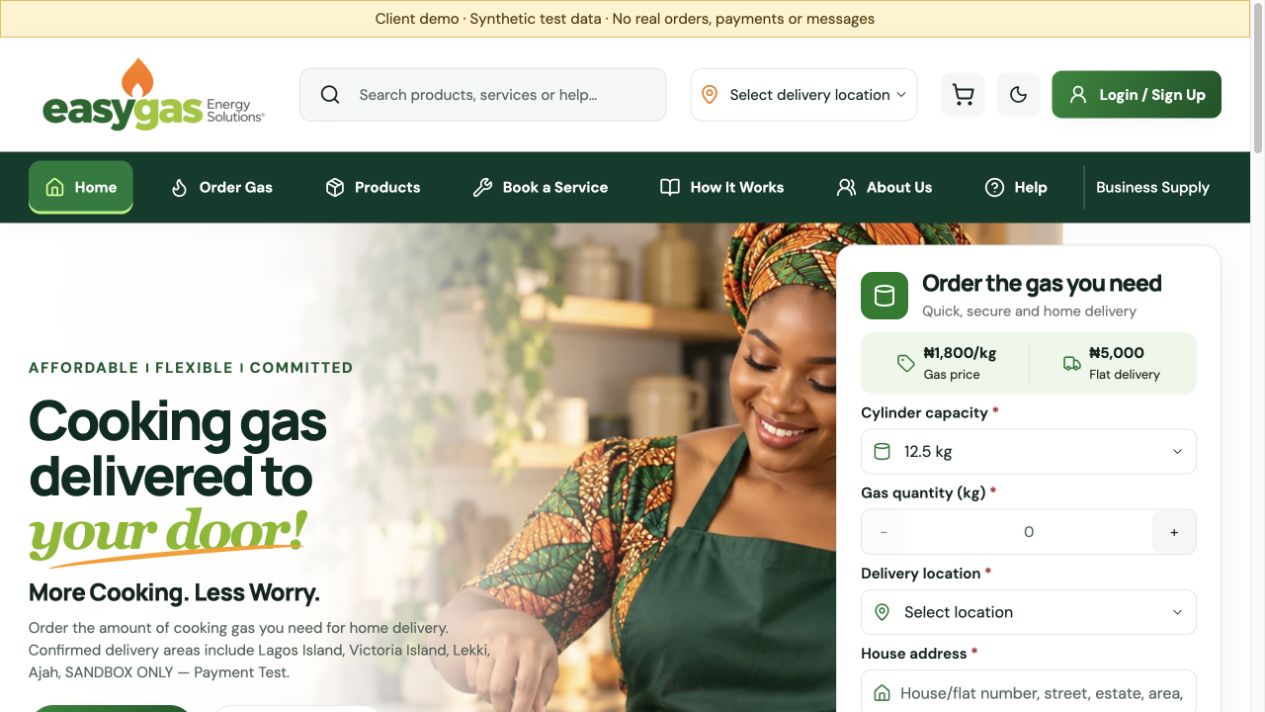 Client demo · Synthetic test data · No real orders, payments or messages
easygas Energy Solutions®
Search products, services or help...
Select delivery location
Login / Sign Up
Home
Order Gas
Products
Book a Service
How It Works
About Us
Help
Business Supply
AFFORDABLE I FLEXIBLE I COMMITTED
Cooking gas
delivered to
your door!
More Cooking. Less Worry.
Order the amount of cooking gas you need for home delivery.
Confirmed delivery areas include Lagos Island, Victoria Island, Lekki,
Ajah, SANDBOX ONLY — Payment Test.
Order the gas you need
Quick, secure and home delivery
₦1,800/kg
Gas price
₦5,000
Flat delivery
Cylinder capacity *
12.5 kg
Gas quantity (kg) *
− 0 +
Delivery location *
Select location
House address *
House/flat number, street, estate, area,